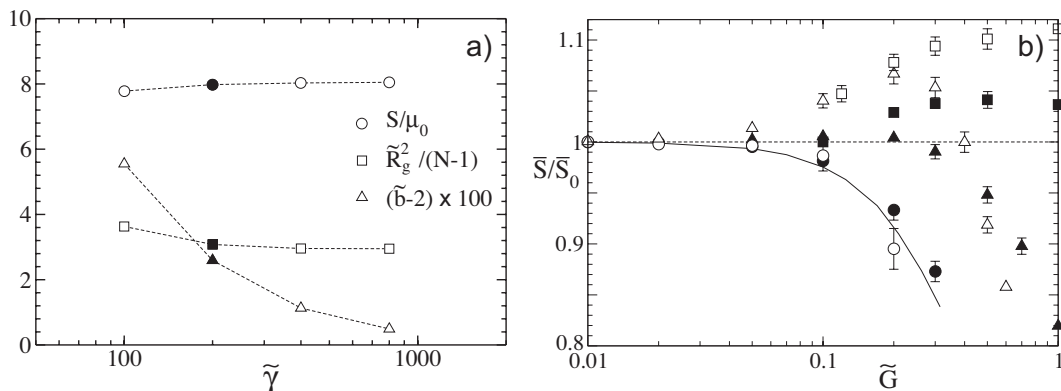 10
8
6
4
2
0
100
1000
γ̃
a)
S/μ₀
R̃g²/(N-1)
(b̃-2) x 100
1.1
1
0.9
0.8
0.01
0.1
1
S̄/S̄₀
G̃
b)